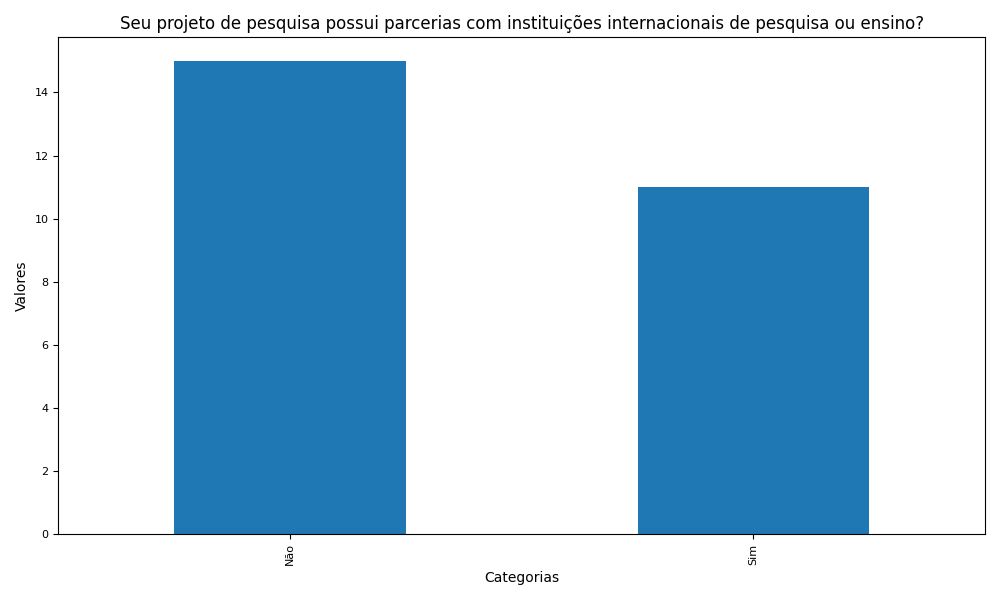 Seu projeto de pesquisa possui parcerias com instituições internacionais de pesquisa ou ensino?
Valores
14
12
10
8
6
4
2
0
Não
Sim
Categorias